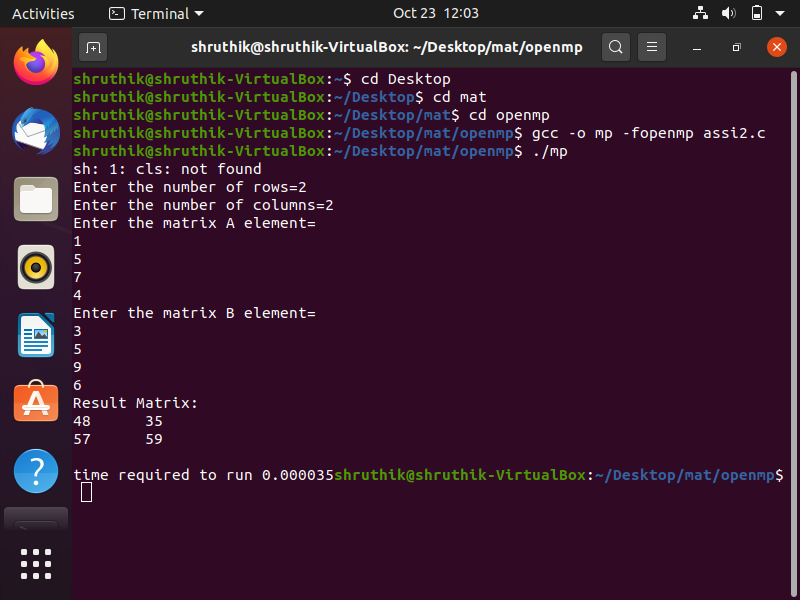 Activities Terminal Oct 23 12:03
shruthik@shruthik-VirtualBox: ~/Desktop/mat/openmp
shruthik@shruthik-VirtualBox:~$ cd Desktop
shruthik@shruthik-VirtualBox:~/Desktop$ cd mat
shruthik@shruthik-VirtualBox:~/Desktop/mat$ cd openmp
shruthik@shruthik-VirtualBox:~/Desktop/mat/openmp$ gcc -o mp -fopenmp assi2.c
shruthik@shruthik-VirtualBox:~/Desktop/mat/openmp$ ./mp
sh: 1: cls: not found
Enter the number of rows=2
Enter the number of columns=2
Enter the matrix A element=
1
5
7
4
Enter the matrix B element=
3
5
9
6
Result Matrix:
48 35
57 59
time required to run 0.000035shruthik@shruthik-VirtualBox:~/Desktop/mat/openmp$